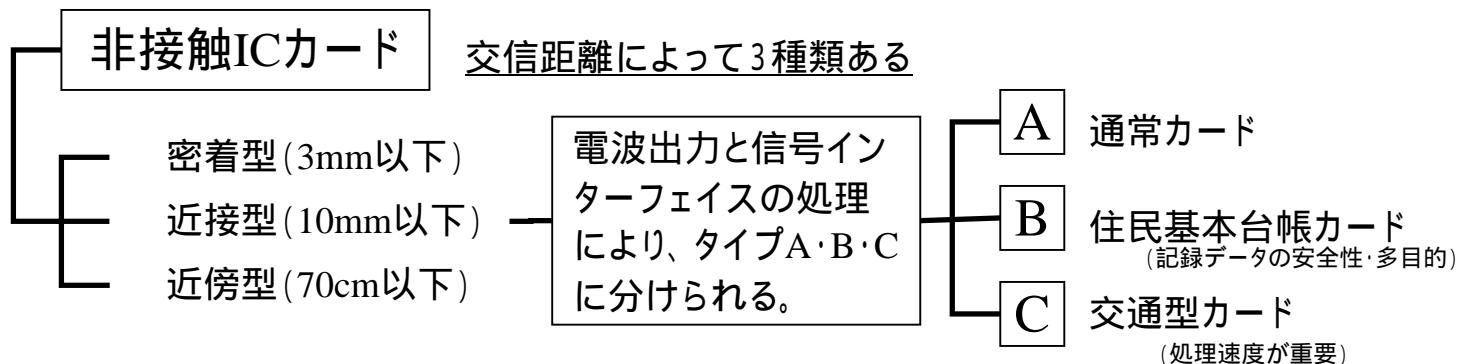 非接触ICカード
交信距離によって3種類ある
密着型(3mm以下)
近接型(10mm以下)
近傍型(70cm以下)
電波出力と信号イン
ターフェイスの処理
により、タイプA・B・C
に分けられる。
A 通常カード
B 住民基本台帳カード
(記録データの安全性・多目的)
C 交通型カード
(処理速度が重要)